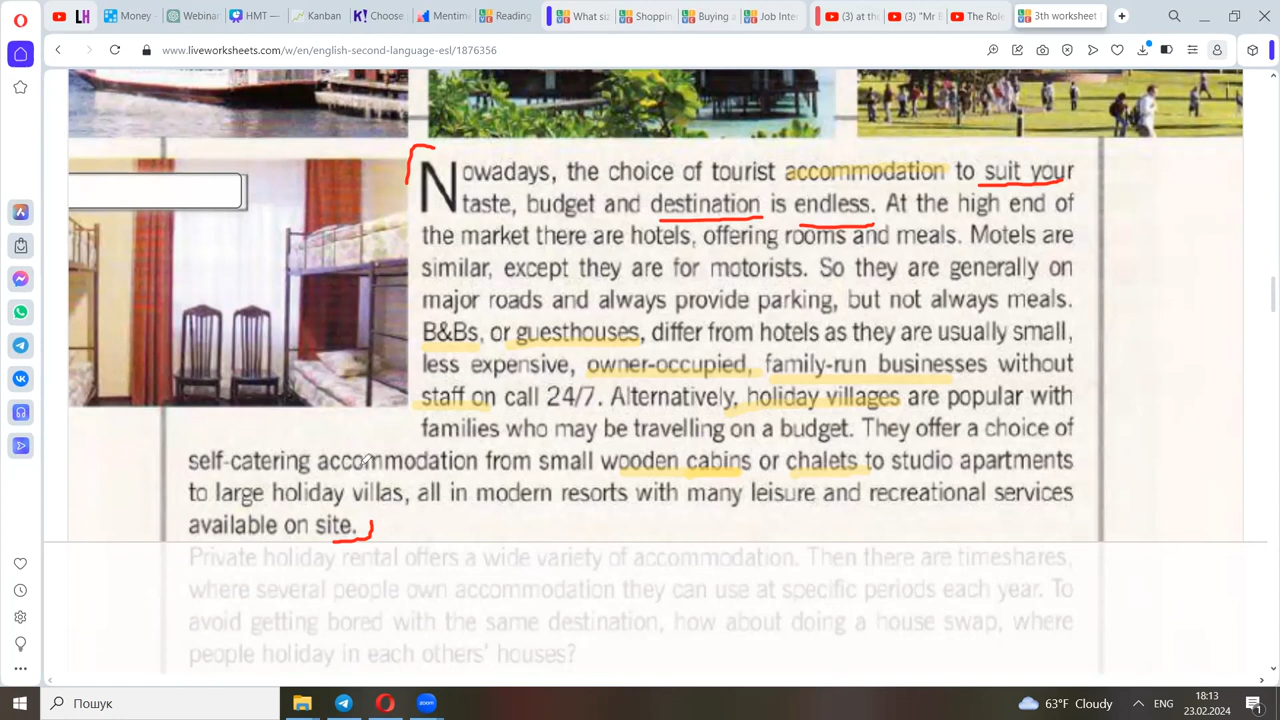 Money -
LH
Webinar
HMT —
Kanban
Choose
Mentime
Reading
What siz
Shoppin
Buying a
Job Inte
(3) at the
(3) "Mr B
The Role
3th worksheet
www.liveworksheets.com/w/en/english-second-language-esl/1876356
Nowadays, the choice of tourist accommodation to suit your
taste, budget and destination is endless. At the high end of
the market there are hotels, offering rooms and meals. Motels are
similar, except they are for motorists. So they are generally on
major roads and always provide parking, but not always meals.
B&Bs, or guesthouses, differ from hotels as they are usually small,
less expensive, owner-occupied, family-run businesses without
staff on call 24/7. Alternatively, holiday villages are popular with
families who may be travelling on a budget. They offer a choice of
self-catering accommodation from small wooden cabins or chalets to studio apartments
to large holiday villas, all in modern resorts with many leisure and recreational services
available on site.
Private holiday rental offers a wide variety of accommodation. Then there are timeshares,
where several people own accommodation they can use at specific periods each year. To
avoid getting bored with the same destination, how about doing a house swap, where
people holiday in each others' houses?
Пошук
zoom
63°F Cloudy
ENG
18:13
23.02.2024
1